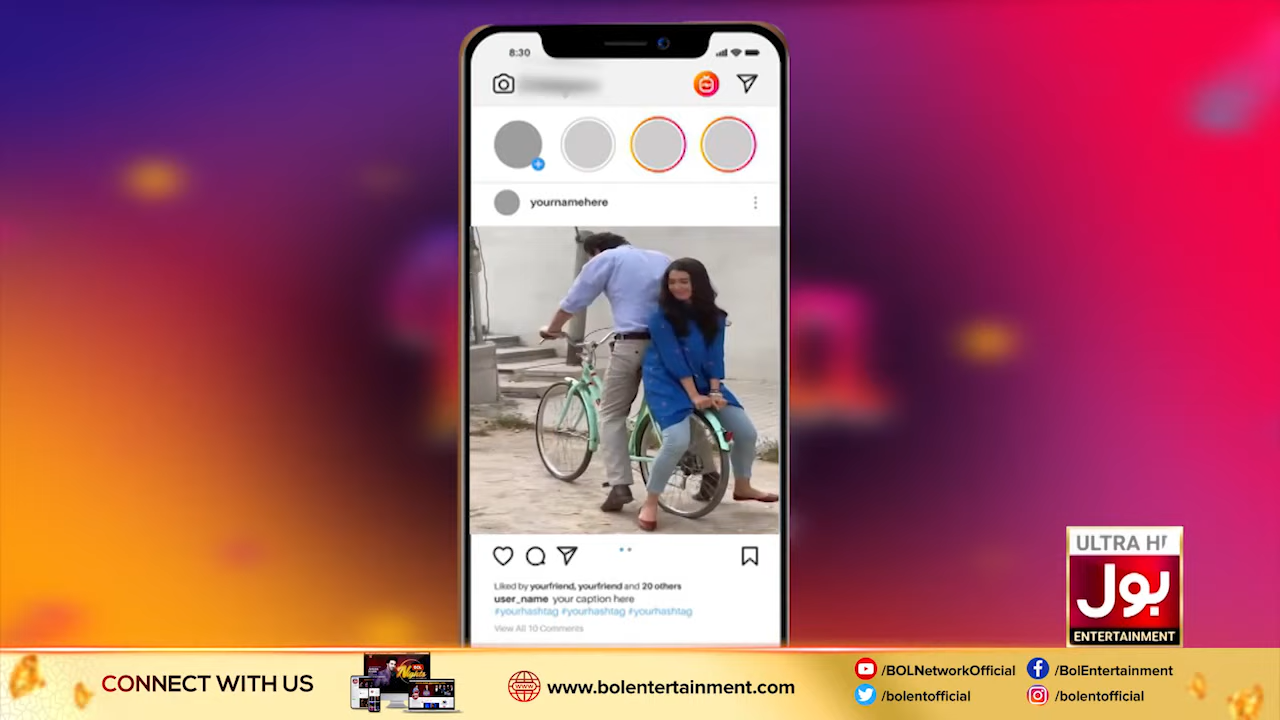 8:30
yournamehere
Liked by yourfriend, yourfriend and 20 others
user_name your caption here
#yourhashtag #yourhashtag #yourhashtag
View All 10 Comments
ULTRA
بول
ENTERTAINMENT
CONNECT WITH US
www.bolentertainment.com
/BOLNetworkOfficial
/BolEntertainment
/bolentofficial
/bolentofficial